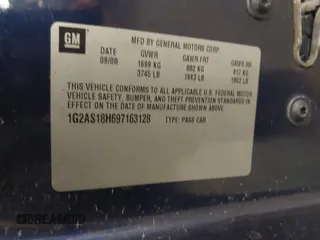 GM
MFD BY GENERAL MOTORS CORP
DATE GVWR GAWR FRT GAWR RR
09/08 1699 KG 882 KG 817 KG
3745 LB 1943 LB 1802 LB
THIS VEHICLE CONFORMS TO ALL APPLICABLE U.S. FEDERAL MOTOR
VEHICLE SAFETY, BUMPER, AND THEFT PREVENTION STANDARDS
IN EFFECT ON THE DATE OF MANUFACTURE SHOWN ABOVE.
1G2AS18H697163128 TYPE: PASS CAR
DREAMBID